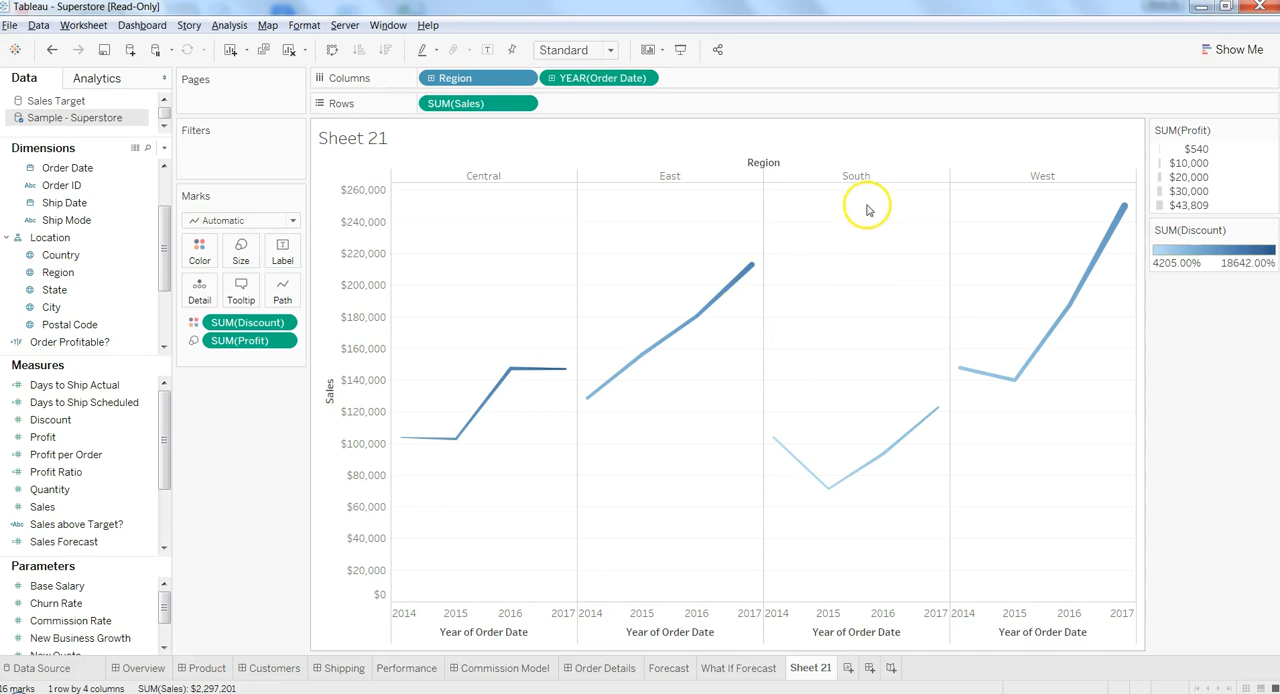 Tableau - Superstore [Read-Only]
File Data Worksheet Dashboard Story Analysis Map Format Server Window Help
Standard
Show Me
Data
Analytics
Sales Target
Sample - Superstore
Dimensions
Order Date
Order ID
Ship Date
Abc Ship Mode
Location
Country
Region
State
City
Postal Code
Order Profitable?
Measures
Days to Ship Actual
Days to Ship Scheduled
Discount
Profit
Profit per Order
Profit Ratio
Quantity
Sales
Sales above Target?
Sales Forecast
Parameters
Base Salary
Churn Rate
Commission Rate
New Business Growth
New Quota
Pages
Filters
Marks
Automatic
Color Size Label
Detail Tooltip Path
SUM(Discount)
SUM(Profit)
Columns Region YEAR(Order Date)
Rows SUM(Sales)
Sheet 21
Region
Central East South West
Sales
$260,000
$240,000
$220,000
$200,000
$180,000
$160,000
$140,000
$120,000
$100,000
$80,000
$60,000
$40,000
$20,000
$0
2014 2015 2016 2017 2014 2015 2016 2017 2014 2015 2016 2017 2014 2015 2016 2017
Year of Order Date Year of Order Date Year of Order Date Year of Order Date
SUM(Profit)
$540
$10,000
$20,000
$30,000
$43,809
SUM(Discount)
4205.00% 18642.00%
Data Source Overview Product Customers Shipping Performance Commission Model Order Details Forecast What If Forecast Sheet 21
16 marks 1 row by 4 columns SUM(Sales): $2,297,201